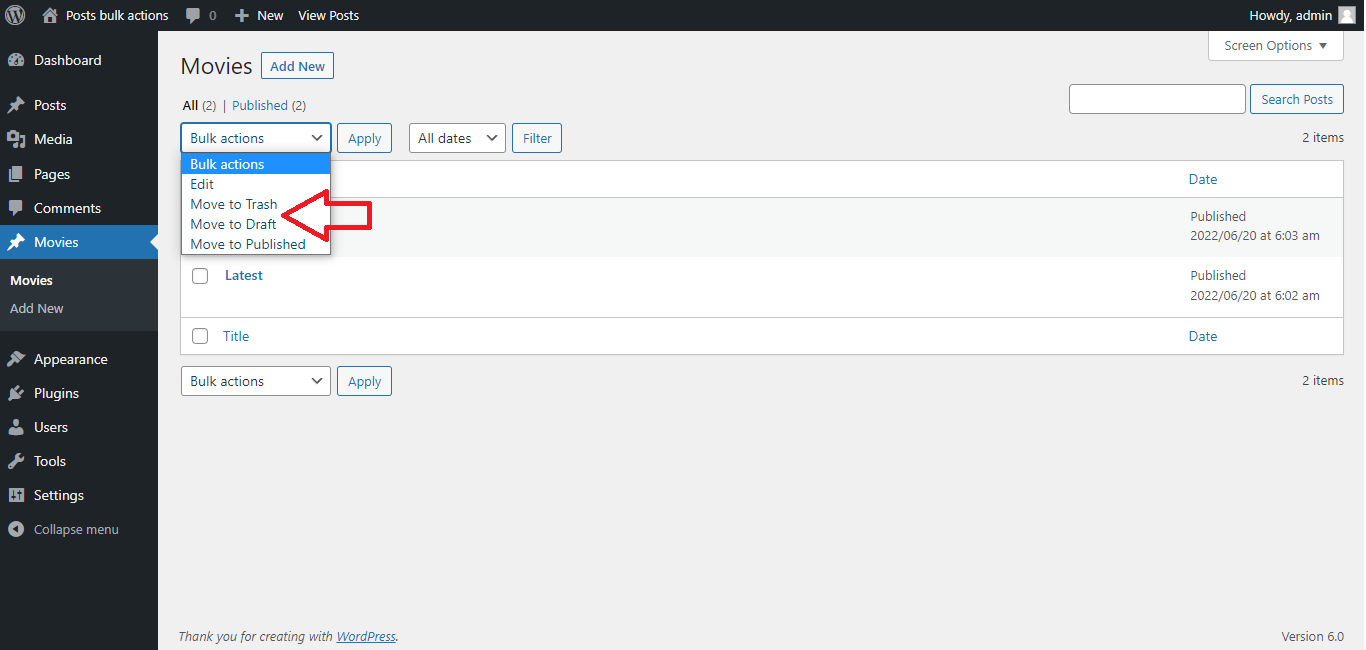 Posts bulk actions 0 New View Posts Howdy, admin
Dashboard
Posts
Media
Pages
Comments
Movies
Movies
Add New
Appearance
Plugins
Users
Tools
Settings
Collapse menu
Screen Options
Movies Add New
All (2) | Published (2)
Search Posts
Bulk actions Apply All dates Filter 2 items
Bulk actions
Edit
Move to Trash
Move to Draft
Move to Published
Date
Published
2022/06/20 at 6:03 am
Latest Published
2022/06/20 at 6:02 am
Title Date
Bulk actions Apply 2 items
Thank you for creating with WordPress. Version 6.0